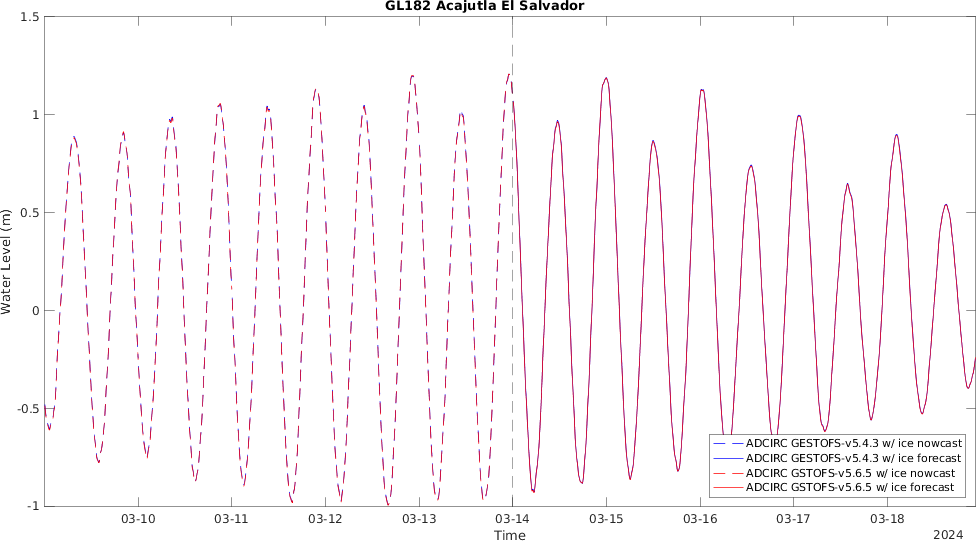 GL182 Acajutla El Salvador
1.5
1
0.5
0
-0.5
-1
Water Level (m)
03-10 03-11 03-12 03-13 03-14 03-15 03-16 03-17 03-18
Time
2024
ADCIRC GESTOFS-v5.4.3 w/ ice nowcast
ADCIRC GESTOFS-v5.4.3 w/ ice forecast
ADCIRC GSTOFS-v5.6.5 w/ ice nowcast
ADCIRC GSTOFS-v5.6.5 w/ ice forecast